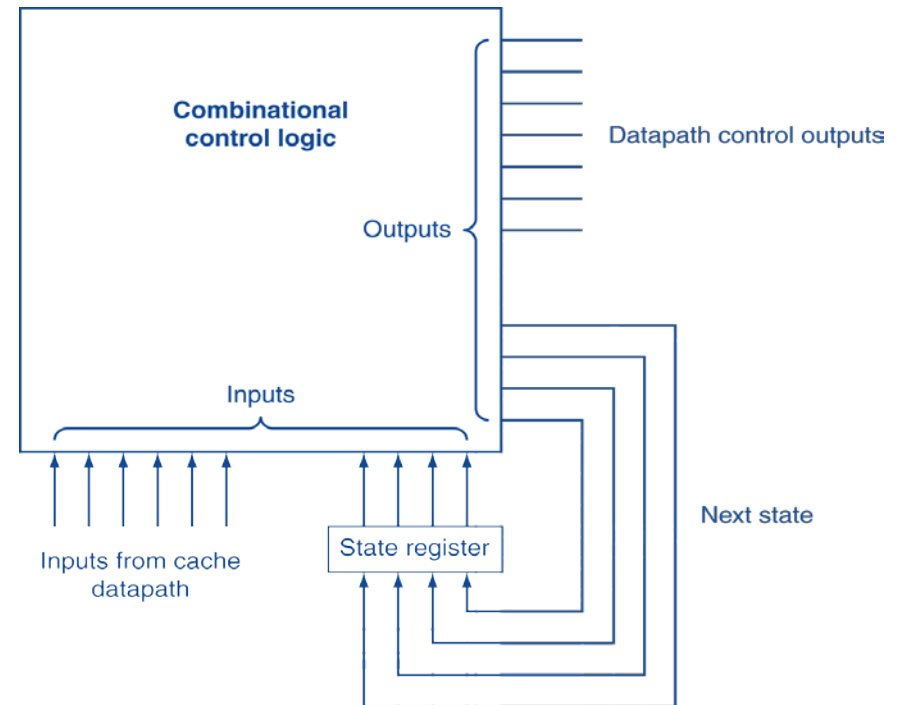 Combinational
control logic
Datapath control outputs
Outputs
Inputs
Next state
State register
Inputs from cache
datapath